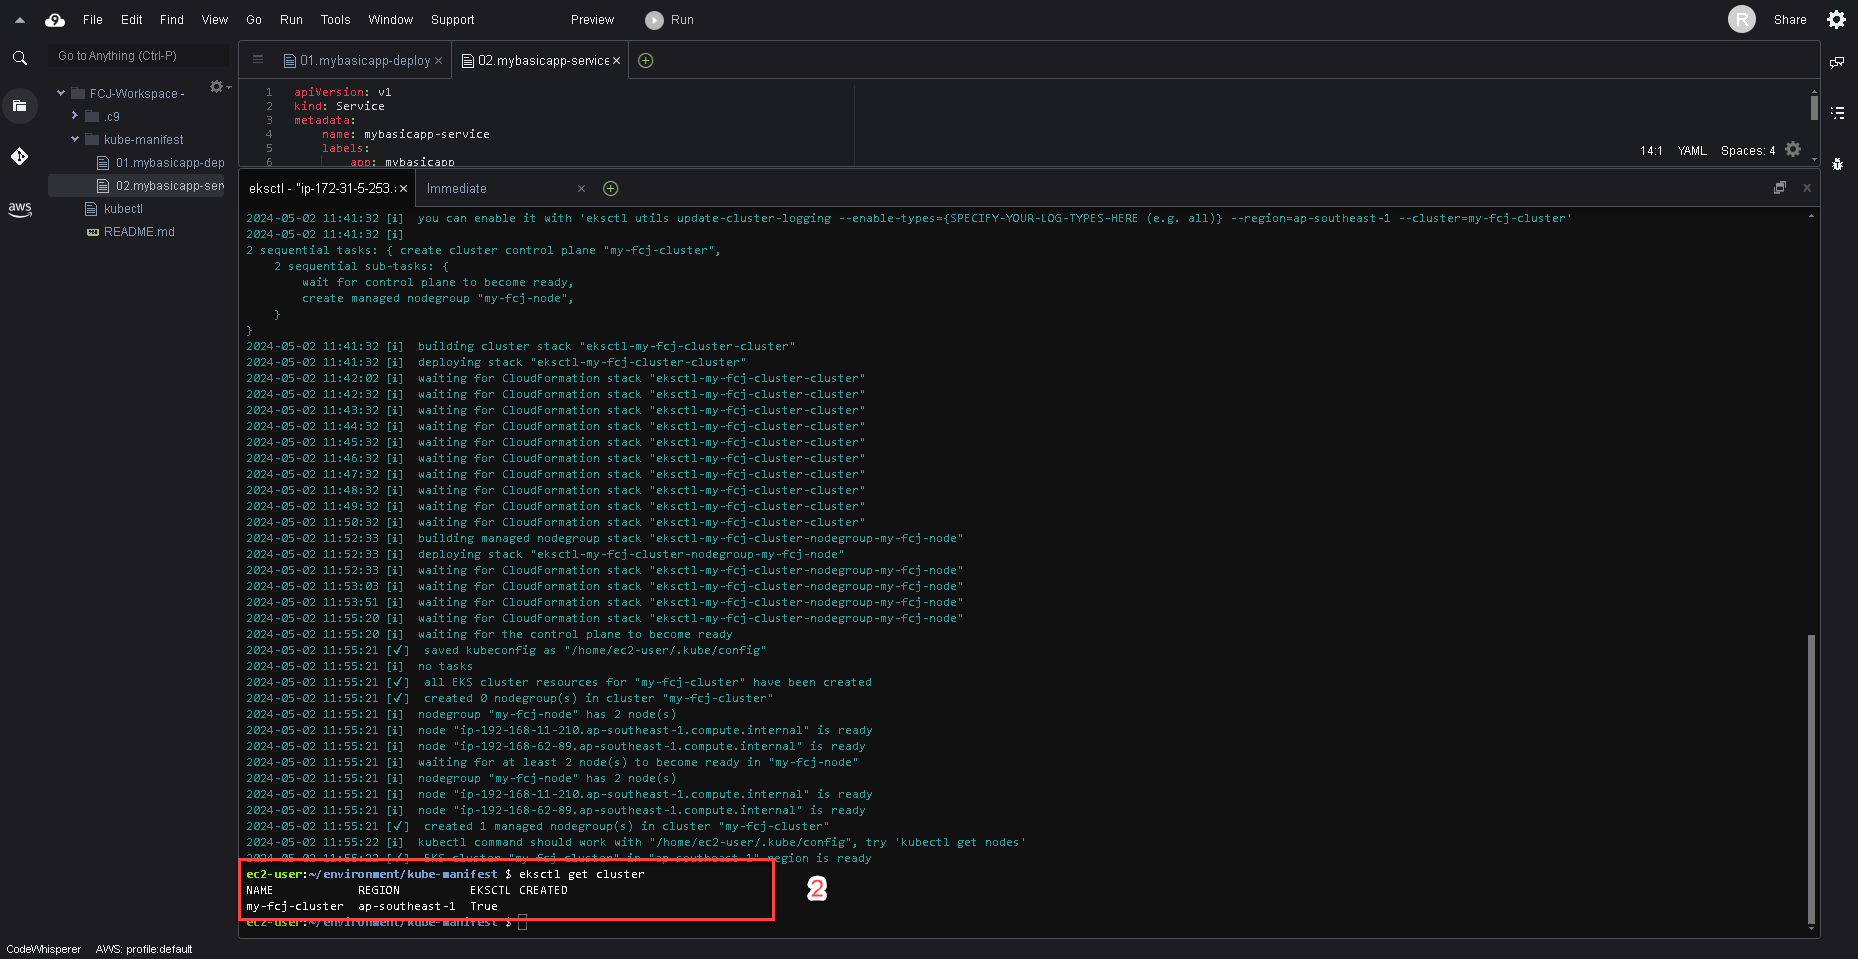 File Edit Find View Go Run Tools Window Support Preview Run R Share
Go to Anything (Ctrl-P)
FCJ-Workspace -
.c9
kube-manifest
01.mybasicapp-dep
02.mybasicapp-ser
kubectl
README.md
aws
01.mybasicapp-deploy
02.mybasicapp-service
1 apiVersion: v1
2 kind: Service
3 metadata:
4 name: mybasicapp-service
5 labels:
6 app: mybasicapp
14:1 YAML Spaces: 4
eksctl - "ip-172-31-5-253. Immediate
2024-05-02 11:41:32 [i] you can enable it with 'eksctl utils update-cluster-logging --enable-types={SPECIFY-YOUR-LOG-TYPES-HERE (e.g. all)} --region=ap-southeast-1 --cluster=my-fcj-cluster'
2024-05-02 11:41:32 [i]
2 sequential tasks: { create cluster control plane "my-fcj-cluster",
2 sequential sub-tasks: {
wait for control plane to become ready,
create managed nodegroup "my-fcj-node",
}
}
2024-05-02 11:41:32 [i] building cluster stack "eksctl-my-fcj-cluster-cluster"
2024-05-02 11:41:32 [i] deploying stack "eksctl-my-fcj-cluster-cluster"
2024-05-02 11:42:02 [i] waiting for CloudFormation stack "eksctl-my-fcj-cluster-cluster"
2024-05-02 11:42:32 [i] waiting for CloudFormation stack "eksctl-my-fcj-cluster-cluster"
2024-05-02 11:43:32 [i] waiting for CloudFormation stack "eksctl-my-fcj-cluster-cluster"
2024-05-02 11:44:32 [i] waiting for CloudFormation stack "eksctl-my-fcj-cluster-cluster"
2024-05-02 11:45:32 [i] waiting for CloudFormation stack "eksctl-my-fcj-cluster-cluster"
2024-05-02 11:46:32 [i] waiting for CloudFormation stack "eksctl-my-fcj-cluster-cluster"
2024-05-02 11:47:32 [i] waiting for CloudFormation stack "eksctl-my-fcj-cluster-cluster"
2024-05-02 11:48:32 [i] waiting for CloudFormation stack "eksctl-my-fcj-cluster-cluster"
2024-05-02 11:49:32 [i] waiting for CloudFormation stack "eksctl-my-fcj-cluster-cluster"
2024-05-02 11:50:32 [i] waiting for CloudFormation stack "eksctl-my-fcj-cluster-cluster"
2024-05-02 11:52:33 [i] building managed nodegroup stack "eksctl-my-fcj-cluster-nodegroup-my-fcj-node"
2024-05-02 11:52:33 [i] deploying stack "eksctl-my-fcj-cluster-nodegroup-my-fcj-node"
2024-05-02 11:52:33 [i] waiting for CloudFormation stack "eksctl-my-fcj-cluster-nodegroup-my-fcj-node"
2024-05-02 11:53:03 [i] waiting for CloudFormation stack "eksctl-my-fcj-cluster-nodegroup-my-fcj-node"
2024-05-02 11:53:51 [i] waiting for CloudFormation stack "eksctl-my-fcj-cluster-nodegroup-my-fcj-node"
2024-05-02 11:55:20 [i] waiting for CloudFormation stack "eksctl-my-fcj-cluster-nodegroup-my-fcj-node"
2024-05-02 11:55:20 [i] waiting for the control plane to become ready
2024-05-02 11:55:21 [✓] saved kubeconfig as "/home/ec2-user/.kube/config"
2024-05-02 11:55:21 [i] no tasks
2024-05-02 11:55:21 [✓] all EKS cluster resources for "my-fcj-cluster" have been created
2024-05-02 11:55:21 [✓] created 0 nodegroup(s) in cluster "my-fcj-cluster"
2024-05-02 11:55:21 [i] nodegroup "my-fcj-node" has 2 node(s)
2024-05-02 11:55:21 [i] node "ip-192-168-11-210.ap-southeast-1.compute.internal" is ready
2024-05-02 11:55:21 [i] node "ip-192-168-62-89.ap-southeast-1.compute.internal" is ready
2024-05-02 11:55:21 [i] waiting for at least 2 node(s) to become ready in "my-fcj-node"
2024-05-02 11:55:21 [i] nodegroup "my-fcj-node" has 2 node(s)
2024-05-02 11:55:21 [i] node "ip-192-168-11-210.ap-southeast-1.compute.internal" is ready
2024-05-02 11:55:21 [i] node "ip-192-168-62-89.ap-southeast-1.compute.internal" is ready
2024-05-02 11:55:21 [✓] created 1 managed nodegroup(s) in cluster "my-fcj-cluster"
2024-05-02 11:55:22 [i] kubectl command should work with "/home/ec2-user/.kube/config", try 'kubectl get nodes'
2024-05-02 11:55:22 [✓] EKS cluster "my-fcj-cluster" in "ap-southeast-1" region is ready
ec2-user:~/environment/kube-manifest $ eksctl get cluster
NAME REGION EKSCTL CREATED
my-fcj-cluster ap-southeast-1 True
ec2-user:~/environment/kube-manifest $
2
CodeWhisperer AWS: profile:default